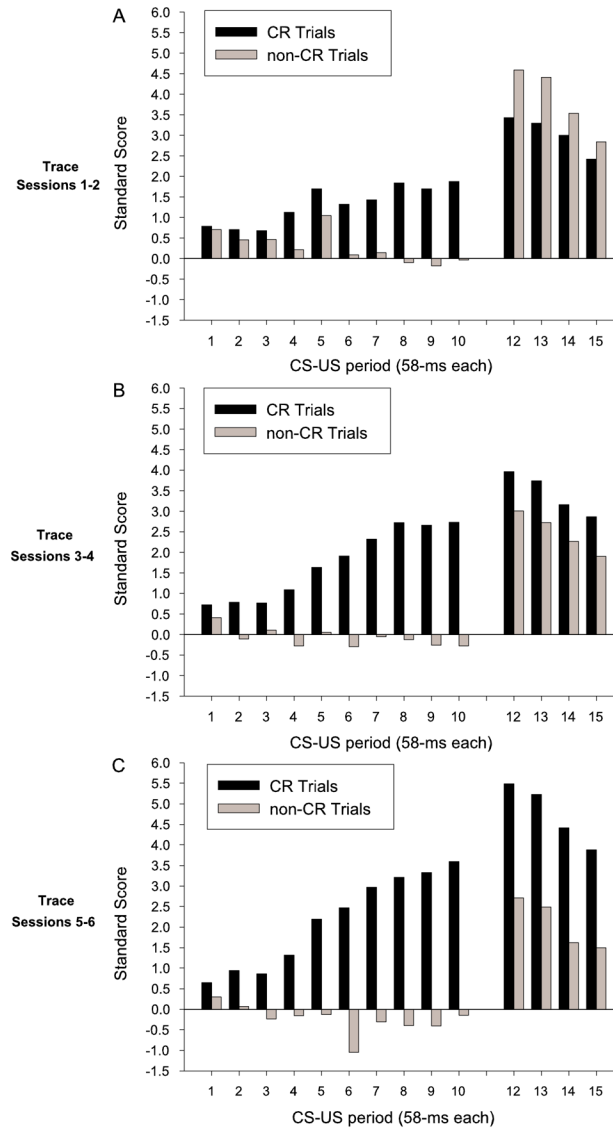 A
CR Trials
non-CR Trials
Trace
Sessions 1-2
Standard Score
6.0
5.5
5.0
4.5
4.0
3.5
3.0
2.5
2.0
1.5
1.0
0.5
0.0
-0.5
-1.0
-1.5
1 2 3 4 5 6 7 8 9 10 12 13 14 15
CS-US period (58-ms each)
B
CR Trials
non-CR Trials
Trace
Sessions 3-4
Standard Score
6.0
5.5
5.0
4.5
4.0
3.5
3.0
2.5
2.0
1.5
1.0
0.5
0.0
-0.5
-1.0
-1.5
1 2 3 4 5 6 7 8 9 10 12 13 14 15
CS-US period (58-ms each)
C
CR Trials
non-CR Trials
Trace
Sessions 5-6
Standard Score
6.0
5.5
5.0
4.5
4.0
3.5
3.0
2.5
2.0
1.5
1.0
0.5
0.0
-0.5
-1.0
-1.5
1 2 3 4 5 6 7 8 9 10 12 13 14 15
CS-US period (58-ms each)